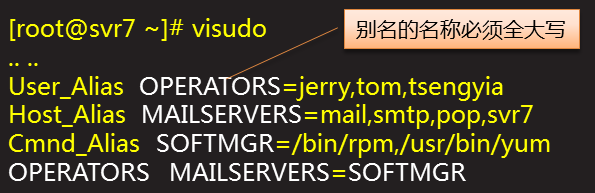 [root@svr7 ~]# visudo
别名的名称必须全大写
.. ..
User_Alias OPERATORS=jerry,tom,tsengyia
Host_Alias MAILSERVERS=mail,smtp,pop,svr7
Cmnd_Alias SOFTMGR=/bin/rpm,/usr/bin/yum
OPERATORS MAILSERVERS=SOFTMGR